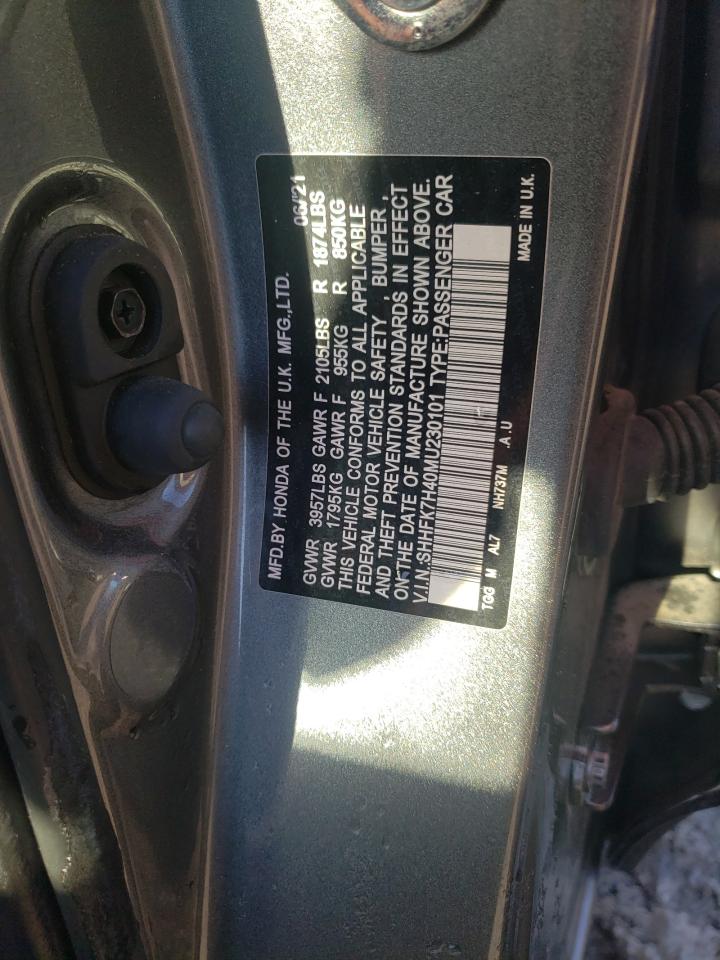 MFD.BY HONDA OF THE U.K. MFG.,LTD. 06/21
GVWR 3957LBS GAWR F 2105LBS R 1874LBS
GVWR 1795KG GAWR F 955KG R 850KG
THIS VEHICLE CONFORMS TO ALL APPLICABLE
FEDERAL MOTOR VEHICLE SAFETY , BUMPER ,
AND THEFT PREVENTION STANDARDS IN EFFECT
ON THE DATE OF MANUFACTURE SHOWN ABOVE.
V.I.N.:SHHFK7H40MU230101 TYPE:PASSENGER CAR
TGG M AL7 NH737M .A.U MADE IN U.K.